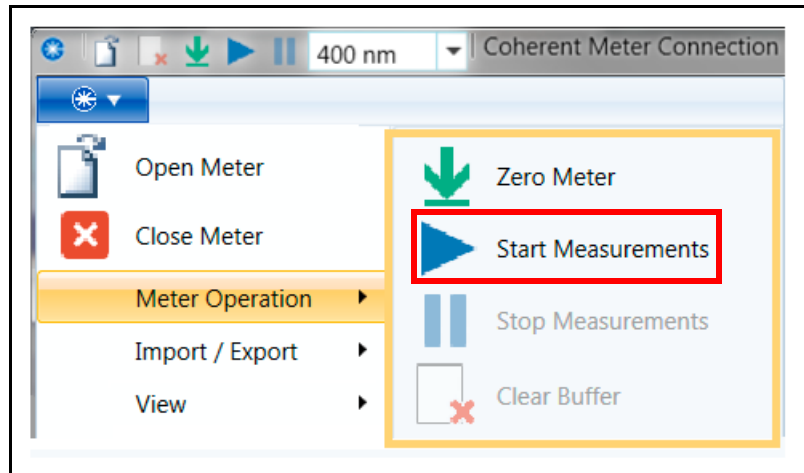 400 nm
Coherent Meter Connection
Open Meter
Close Meter
Meter Operation
Import / Export
View
Zero Meter
Start Measurements
Stop Measurements
Clear Buffer